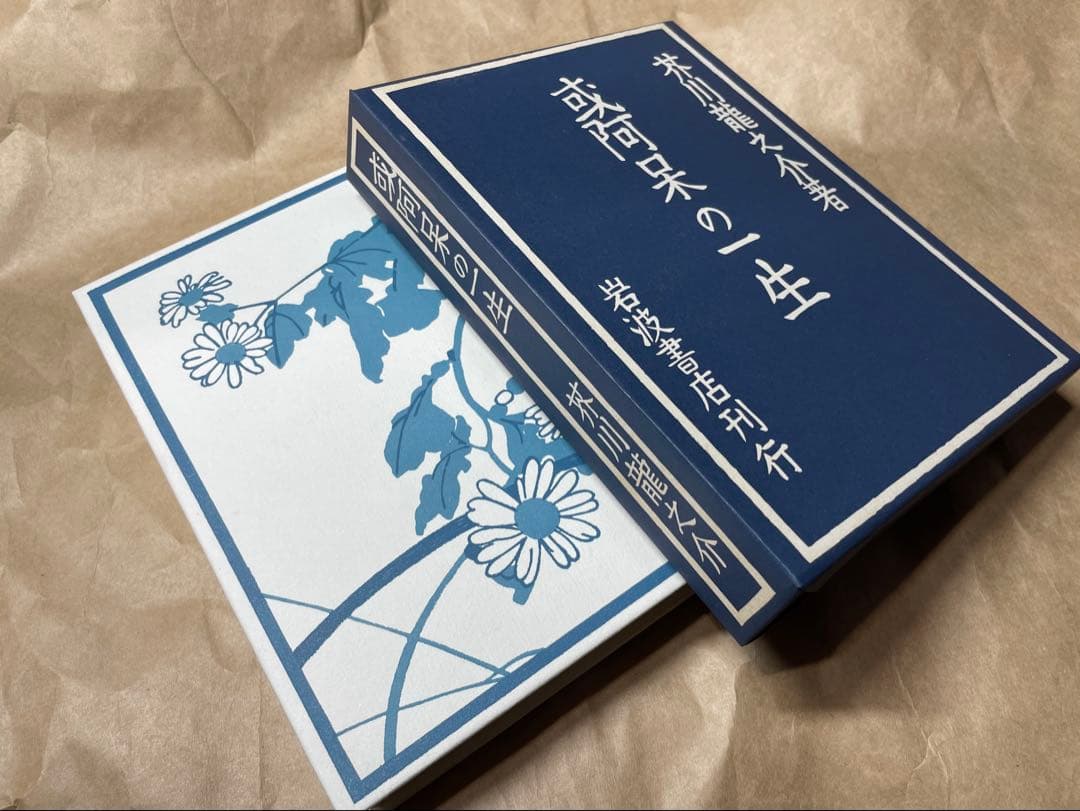 芥川龍之介著
或阿呆の一生
岩波書店刊行
或阿呆の一生 芥川龍之介